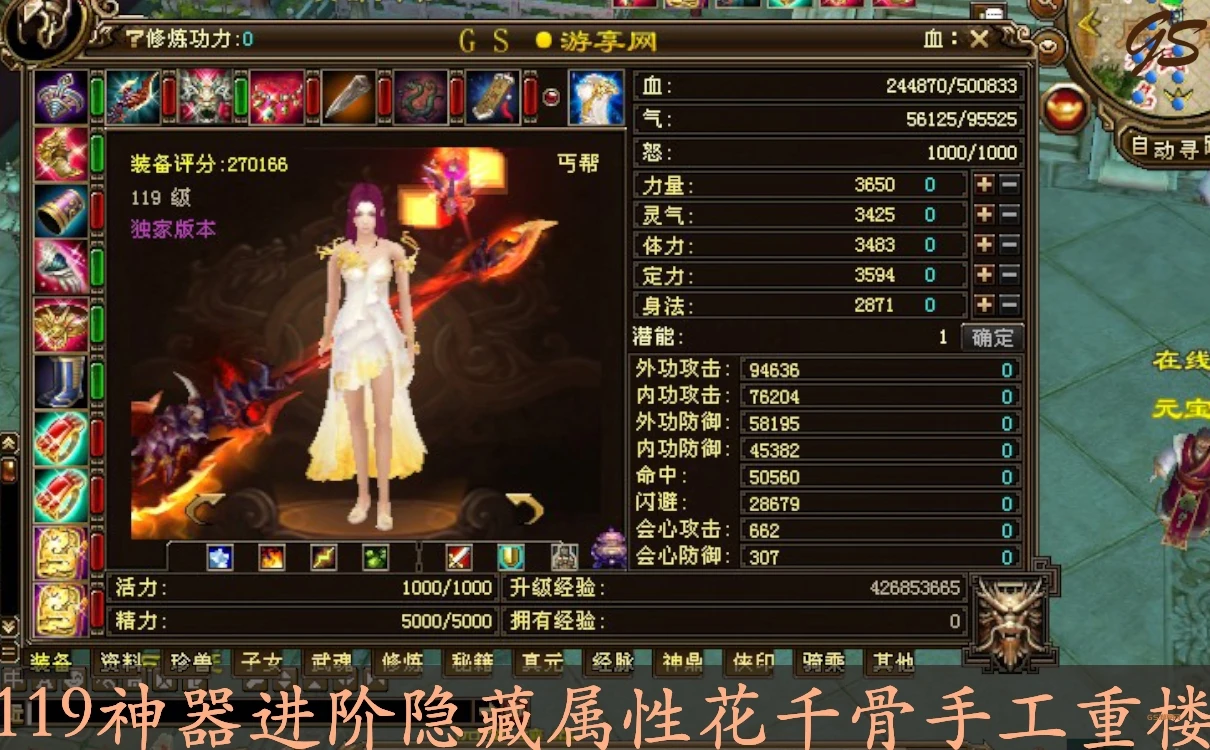 修炼功力:0
GS ●游享网
血: ×
GS
自动寻
装备评分:270166
丐帮
119 级
独家版本
血: 244870/500833
气: 56125/95525
怒: 1000/1000
力量: 3650 0 + -
灵气: 3425 0 + -
体力: 3483 0 + -
定力: 3594 0 + -
身法: 2871 0 + -
潜能: 1 确定
外功攻击: 94636 0
内功攻击: 76204 0
外功防御: 58195 0
内功防御: 45382 0
命中: 50560 0
闪避: 28679 0
会心攻击: 662 0
会心防御: 307 0
在线
元宝
活力: 1000/1000 升级经验: 426853665
精力: 5000/5000 拥有经验: 0
装备 资料 珍兽 子女 武魂 修炼 秘籍 真元 经脉 神鼎 侠印 骑乘 其他
119神器进阶隐藏属性花千骨手工重楼